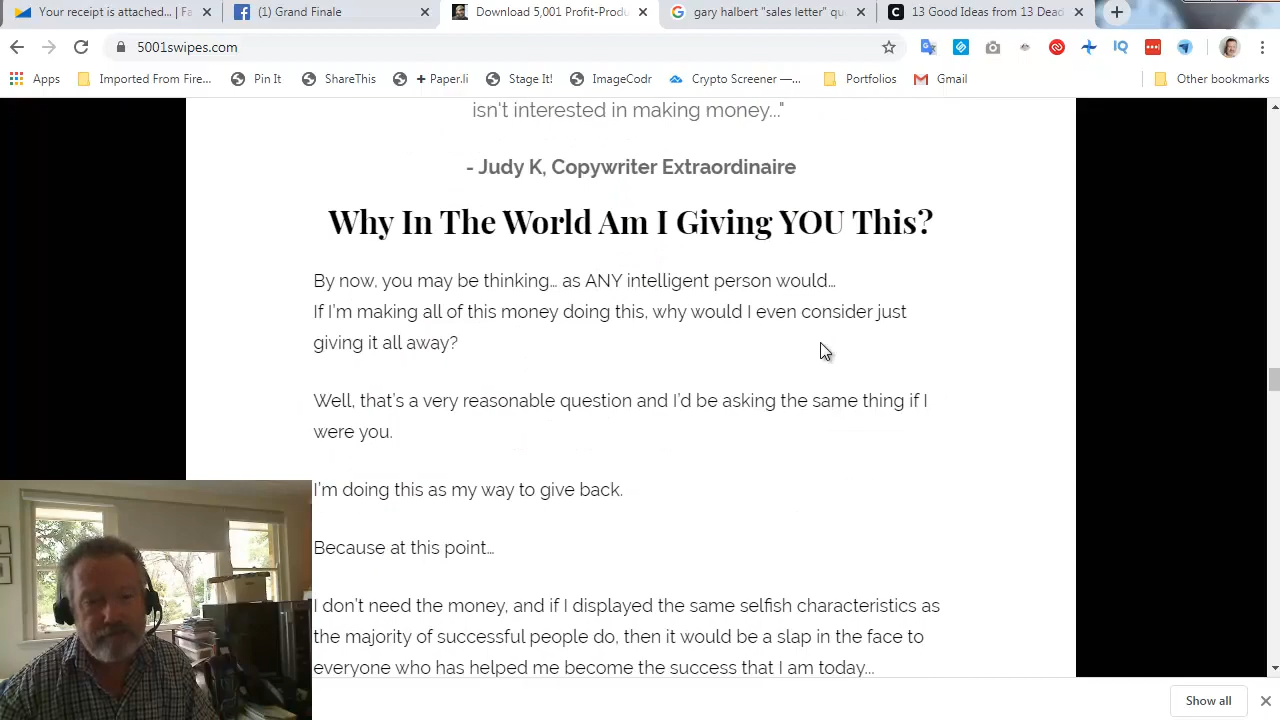 Your receipt is attached... | Fa
(1) Grand Finale
Download 5,001 Profit-Produ
gary halbert "sales letter" qu
13 Good Ideas from 13 Dead
5001swipes.com
Apps
Imported From Fire...
Pin It
ShareThis
+ Paper.li
Stage It!
ImageCodr
Crypto Screener —...
Portfolios
Gmail
Other bookmarks
isn't interested in making money..."
- Judy K, Copywriter Extraordinaire
Why In The World Am I Giving YOU This?
By now, you may be thinking… as ANY intelligent person would…
If I'm making all of this money doing this, why would I even consider just
giving it all away?
Well, that's a very reasonable question and I'd be asking the same thing if I
were you.
I'm doing this as my way to give back.
Because at this point…
I don't need the money, and if I displayed the same selfish characteristics as
the majority of successful people do, then it would be a slap in the face to
everyone who has helped me become the success that I am today…
Show all